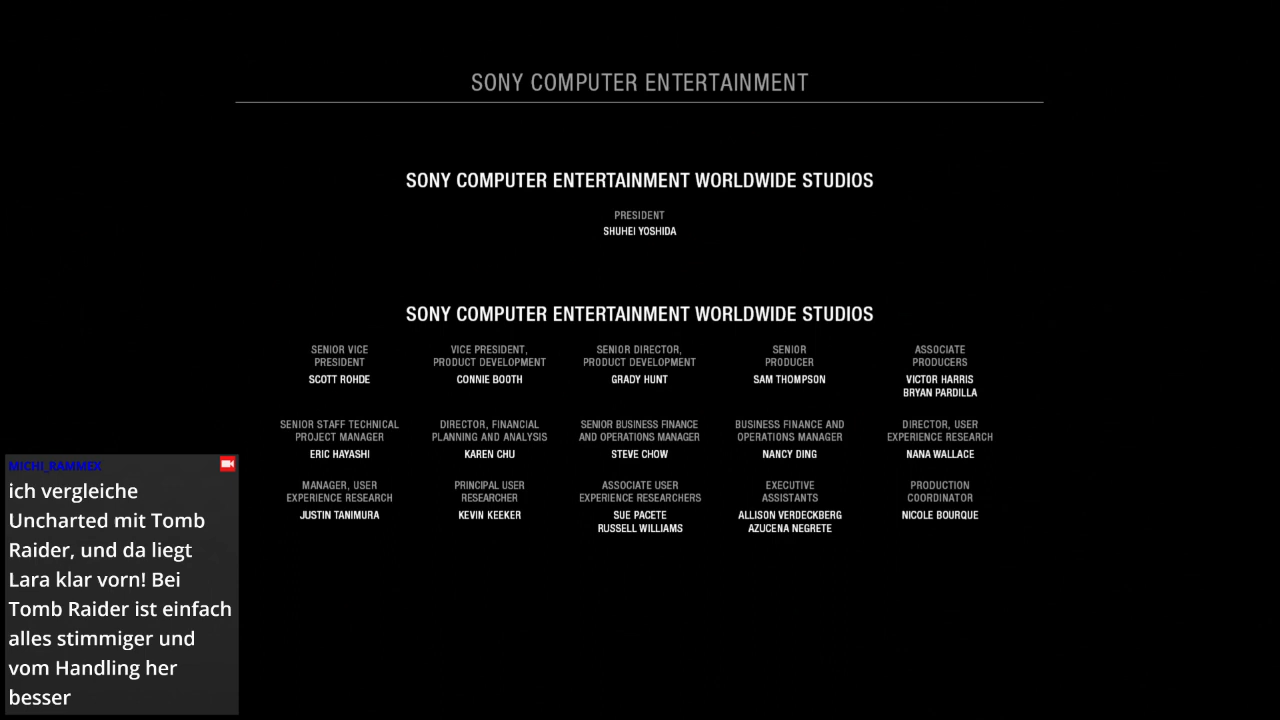 SONY COMPUTER ENTERTAINMENT
SONY COMPUTER ENTERTAINMENT WORLDWIDE STUDIOS
PRESIDENT
SHUHEI YOSHIDA
SONY COMPUTER ENTERTAINMENT WORLDWIDE STUDIOS
SENIOR VICE
PRESIDENT
SCOTT ROHDE
VICE PRESIDENT,
PRODUCT DEVELOPMENT
CONNIE BOOTH
SENIOR DIRECTOR,
PRODUCT DEVELOPMENT
GRADY HUNT
SENIOR
PRODUCER
SAM THOMPSON
ASSOCIATE
PRODUCERS
VICTOR HARRIS
BRYAN PARDILLA
SENIOR STAFF TECHNICAL
PROJECT MANAGER
ERIC HAYASHI
DIRECTOR, FINANCIAL
PLANNING AND ANALYSIS
KAREN CHU
SENIOR BUSINESS FINANCE
AND OPERATIONS MANAGER
STEVE CHOW
BUSINESS FINANCE AND
OPERATIONS MANAGER
NANCY DING
DIRECTOR, USER
EXPERIENCE RESEARCH
NANA WALLACE
MANAGER, USER
EXPERIENCE RESEARCH
JUSTIN TANIMURA
PRINCIPAL USER
RESEARCHER
KEVIN KEEKER
ASSOCIATE USER
EXPERIENCE RESEARCHERS
SUE PACETE
RUSSELL WILLIAMS
EXECUTIVE
ASSISTANTS
ALLISON VERDECKBERG
AZUCENA NEGRETE
PRODUCTION
COORDINATOR
NICOLE BOURQUE
MICHI_RAMMEX
ich vergleiche
Uncharted mit Tomb
Raider, und da liegt
Lara klar vorn! Bei
Tomb Raider ist einfach
alles stimmiger und
vom Handling her
besser